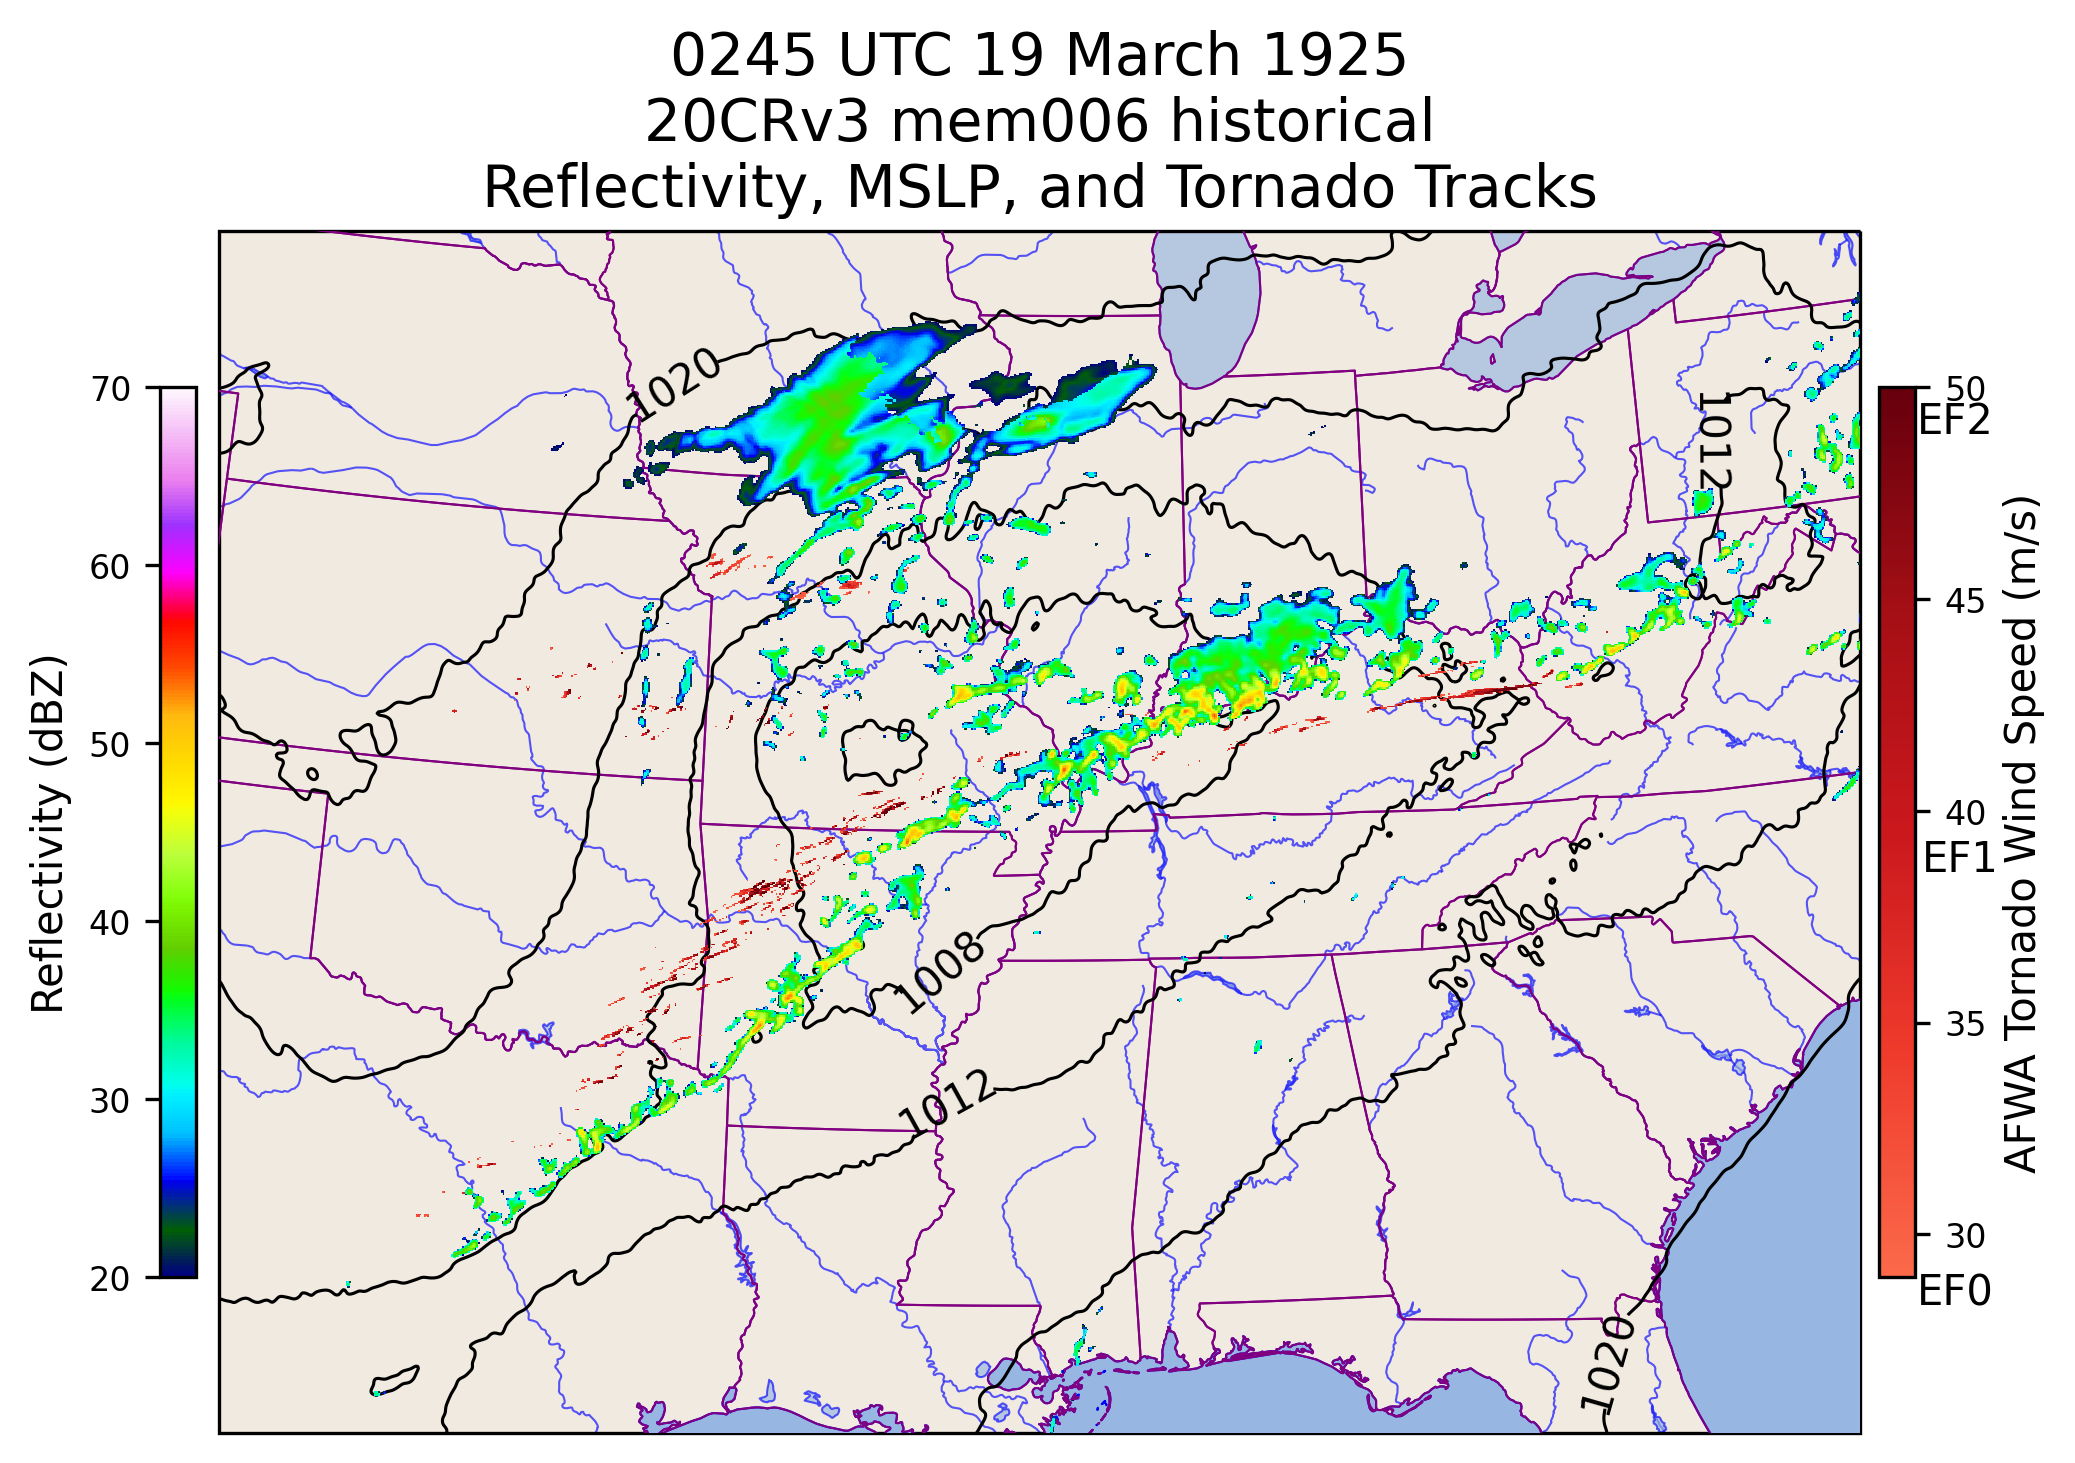 0245 UTC 19 March 1925
20CRv3 mem006 historical
Reflectivity, MSLP, and Tornado Tracks
Reflectivity (dBZ)
70
60
50
40
30
20
1020
1012
1008
1012
1020
50
EF2
45
40
EF1
35
30
EF0
AFWA Tornado Wind Speed (m/s)